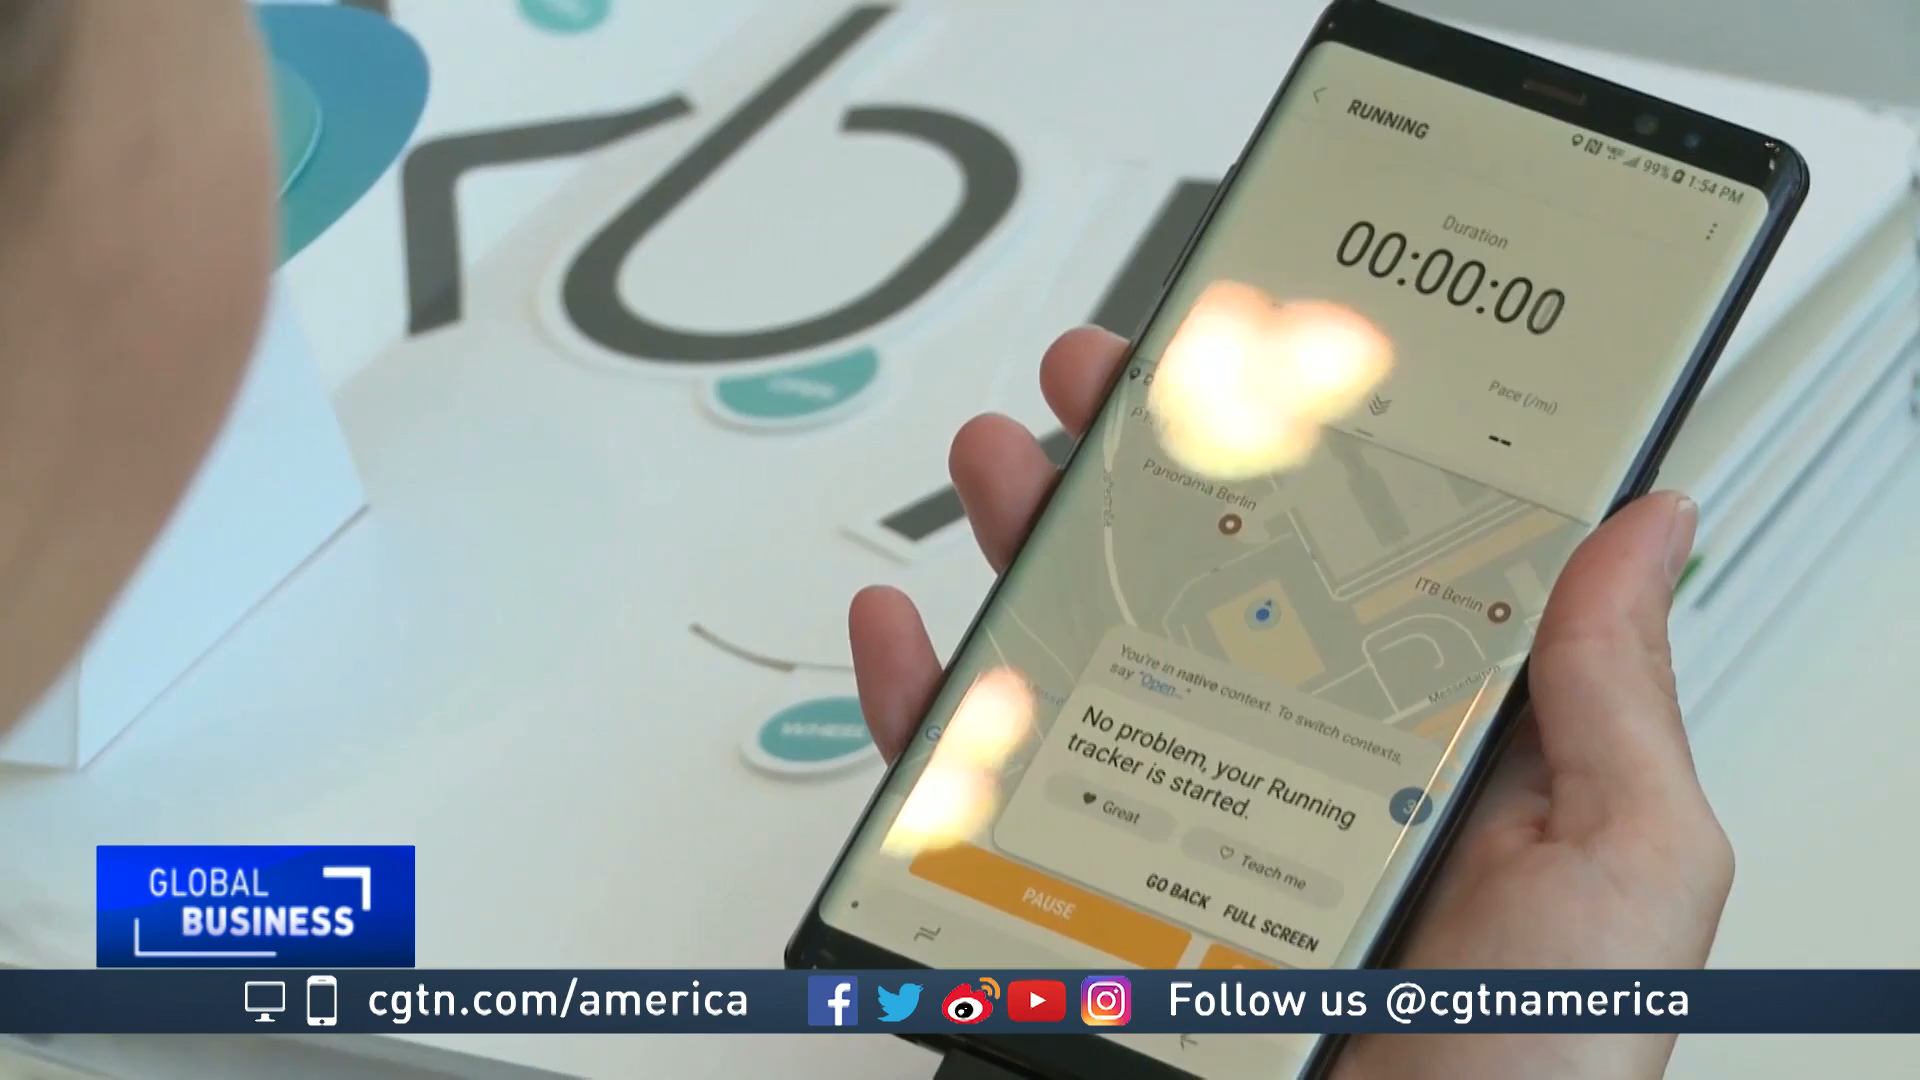 RUNNING
99% 1:54 PM
Duration
00:00:00
Pace (/mi)
--
Panorama Berlin
ITB Berlin
You're in native context. To switch contexts,
say "Open..."
No problem, your Running
tracker is started.
3
Great
Teach me
GO BACK FULL SCREEN
PAUSE
WHEEL
GLOBAL
BUSINESS
cgtn.com/america
Follow us @cgtnamerica